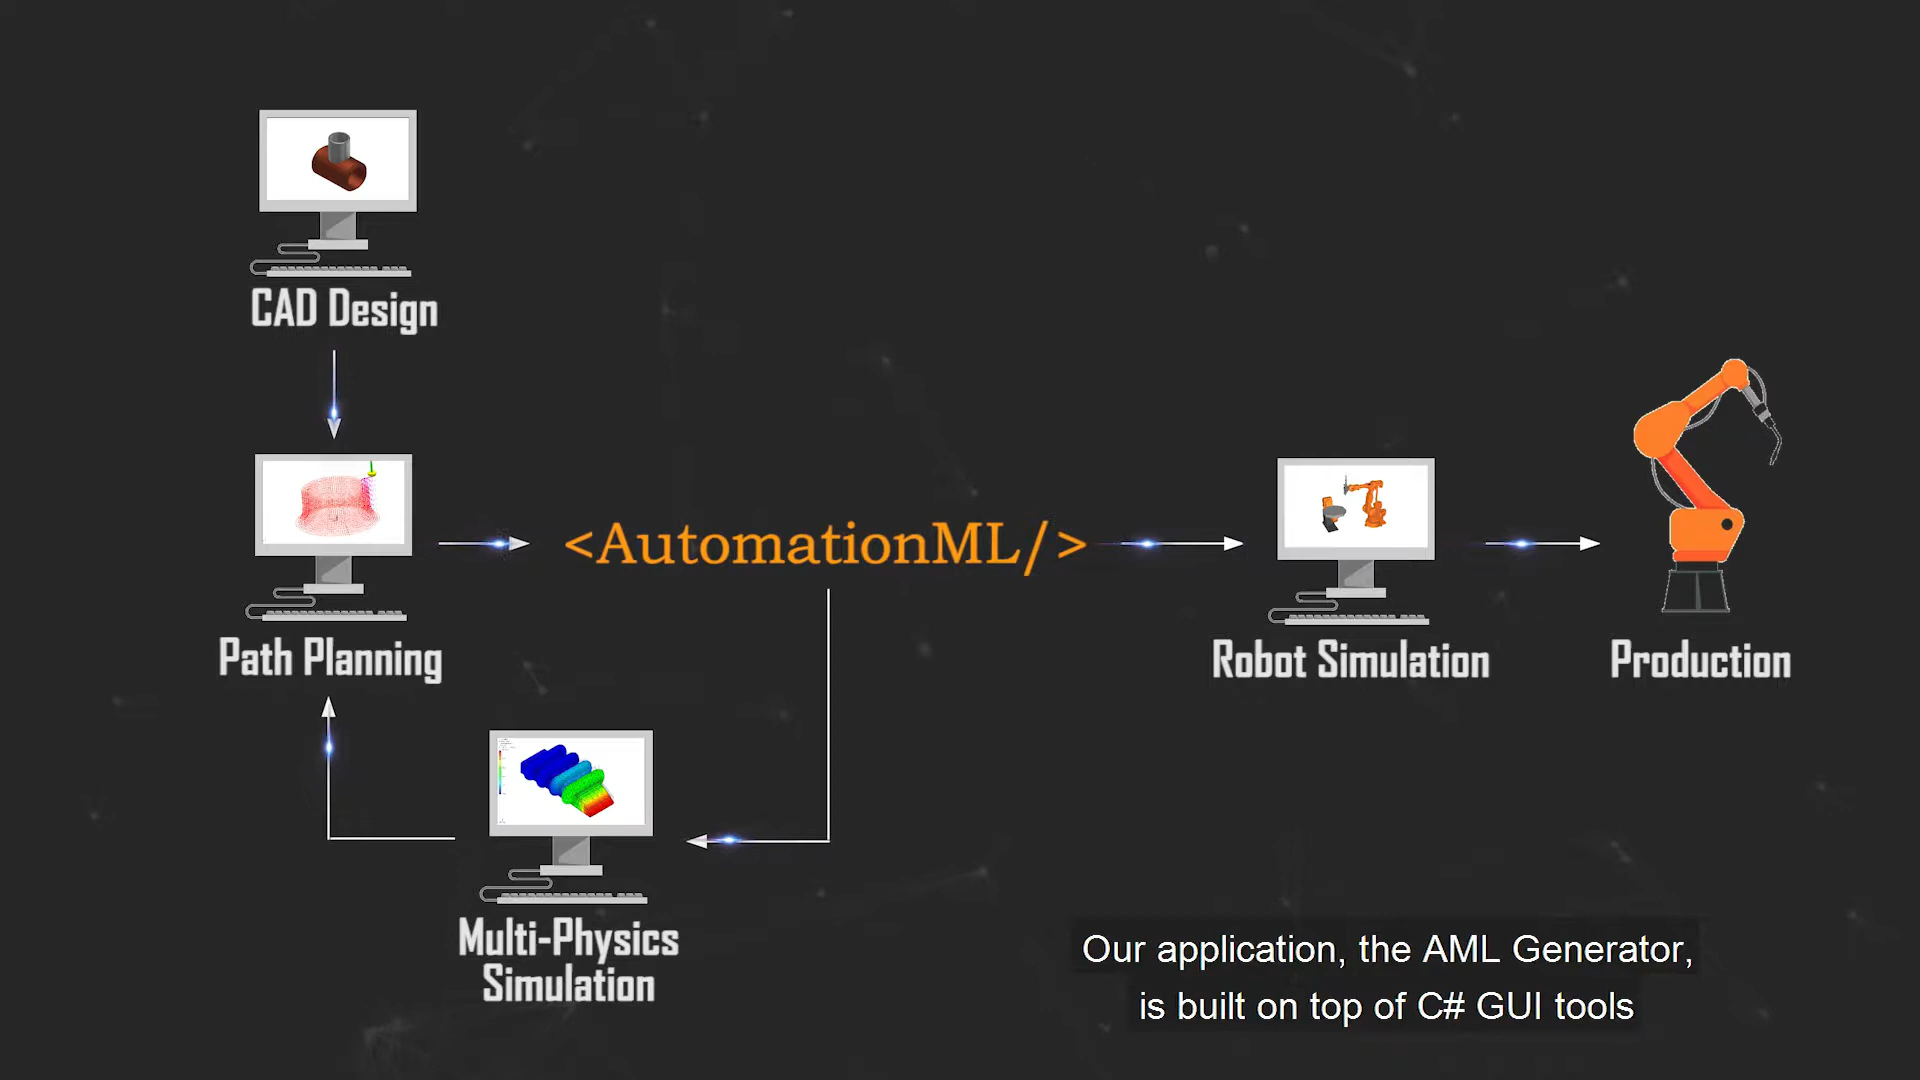 CAD Design
Path Planning
<AutomationML/>
Robot Simulation
Production
Multi-Physics
Simulation
Our application, the AML Generator,
is built on top of C# GUI tools